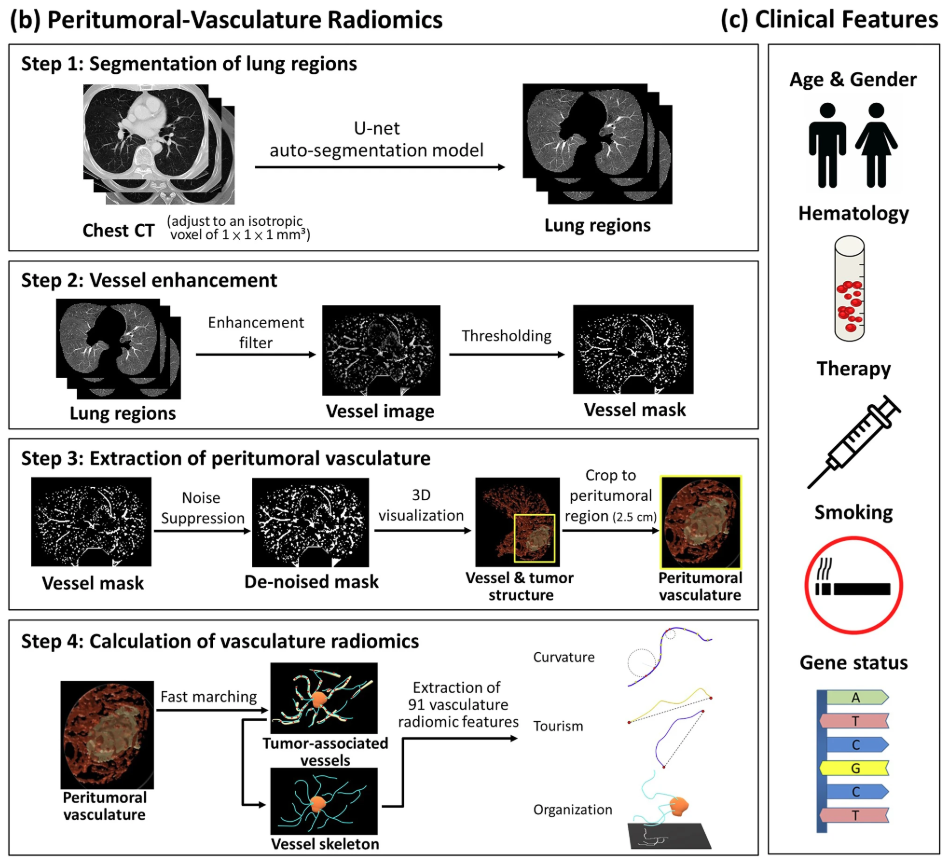 (b) Peritumoral-Vasculature Radiomics
Step 1: Segmentation of lung regions
U-net
auto-segmentation model
Chest CT
(adjust to an isotropic
voxel of 1 × 1 × 1 mm³)
Lung regions
Step 2: Vessel enhancement
Enhancement
filter
Thresholding
Lung regions
Vessel image
Vessel mask
Step 3: Extraction of peritumoral vasculature
Noise
Suppression
3D
visualization
Crop to
peritumoral
region (2.5 cm)
Vessel mask
De-noised mask
Vessel & tumor
structure
Peritumoral
vasculature
Step 4: Calculation of vasculature radiomics
Fast marching
Extraction of
91 vasculature
radiomic features
Tumor-associated
vessels
Peritumoral
vasculature
Vessel skeleton
Curvature
Tourism
Organization
(c) Clinical Features
Age & Gender
Hematology
Therapy
Smoking
Gene status
A
T
C
G
C
T